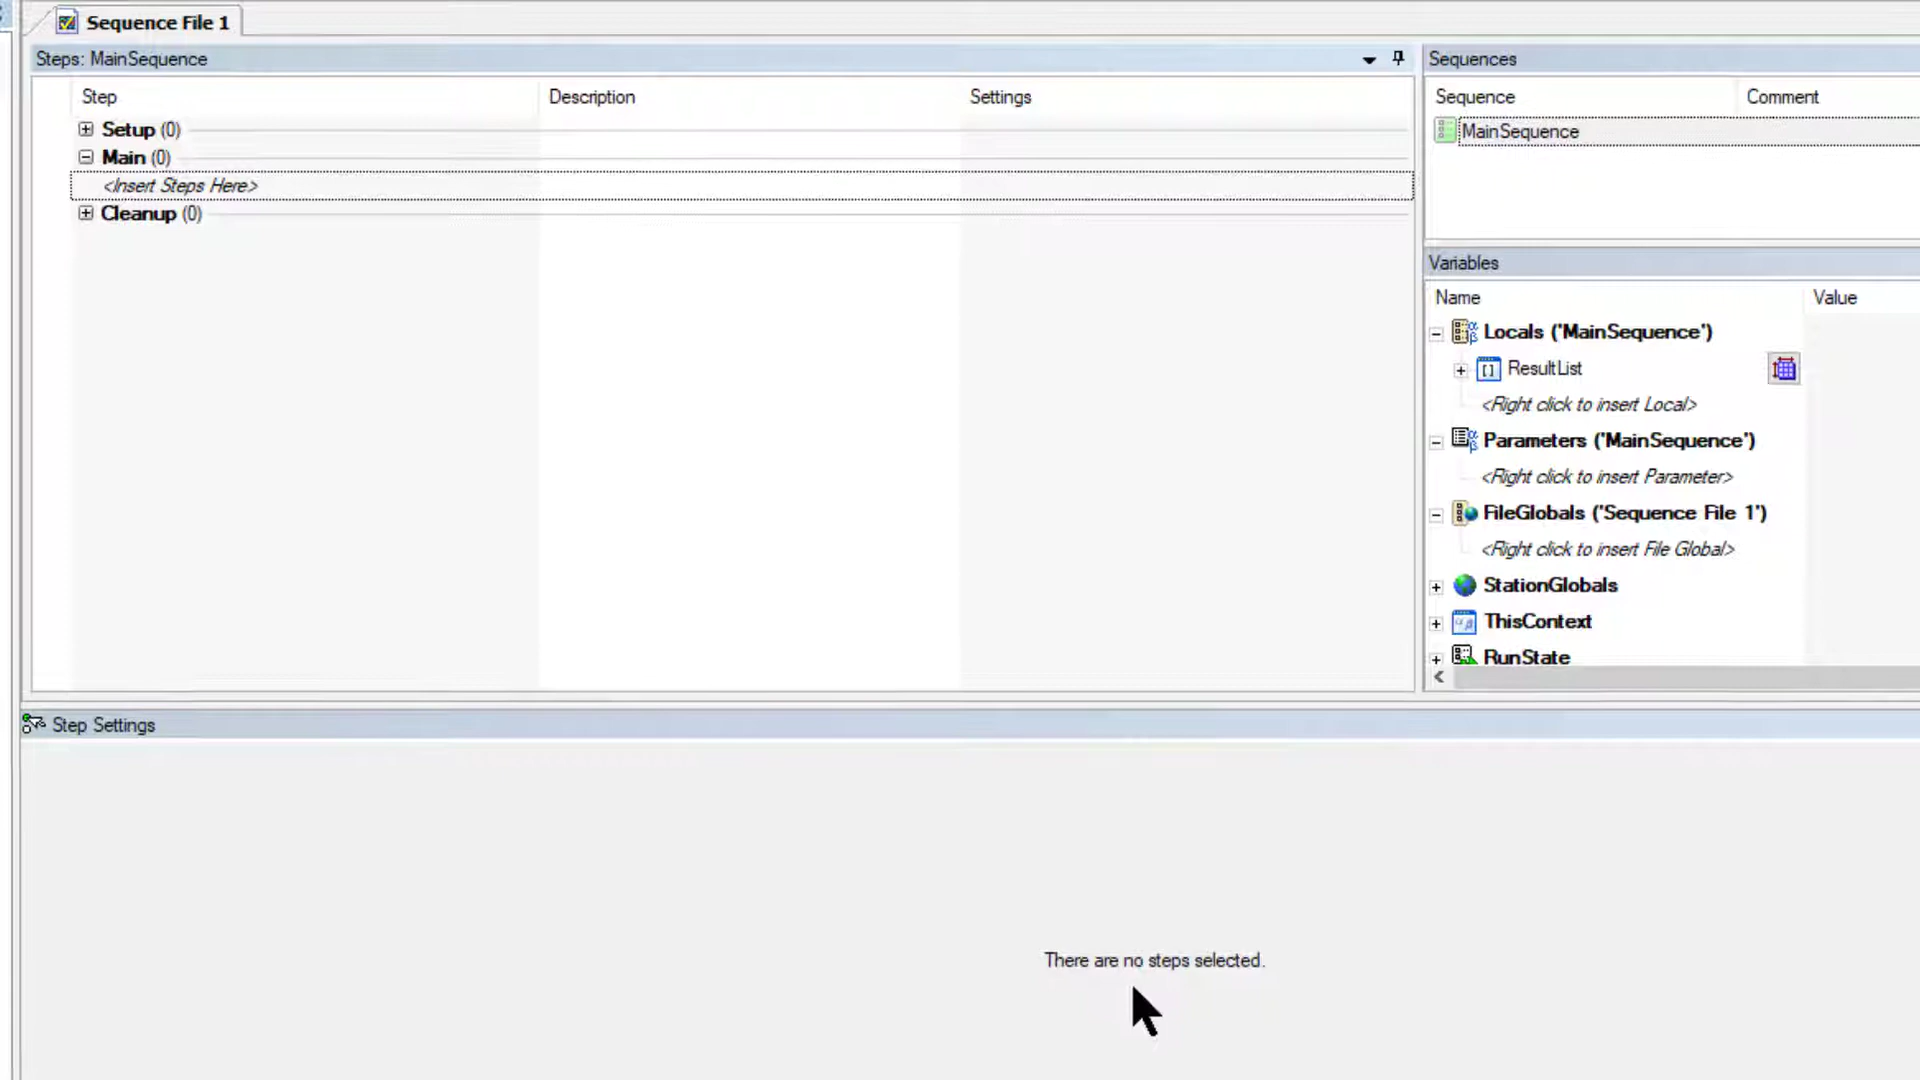 Sequence File 1
Steps: MainSequence
Step Description Settings
Setup (0)
Main (0)
<Insert Steps Here>
Cleanup (0)
Sequences
Sequence Comment
MainSequence
Variables
Name Value
Locals ('MainSequence')
ResultList
<Right click to insert Local>
Parameters ('MainSequence')
<Right click to insert Parameter>
FileGlobals ('Sequence File 1')
<Right click to insert File Global>
StationGlobals
ThisContext
RunState
Step Settings
There are no steps selected.